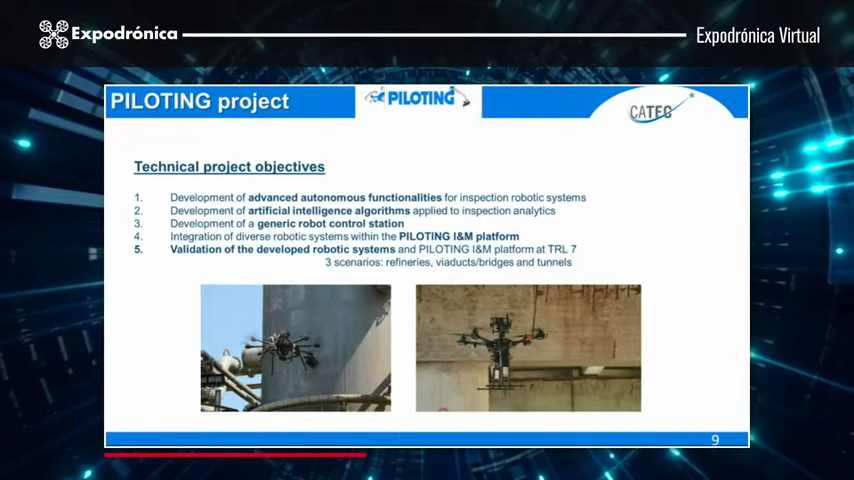 Expodrónica
Expodrónica Virtual
PILOTING project
PILOTING
CATEC
Technical project objectives
1. Development of advanced autonomous functionalities for inspection robotic systems
2. Development of artificial intelligence algorithms applied to inspection analytics
3. Development of a generic robot control station
4. Integration of diverse robotic systems within the PILOTING I&M platform
5. Validation of the developed robotic systems and PILOTING I&M platform at TRL 7
3 scenarios: refineries, viaducts/bridges and tunnels
9